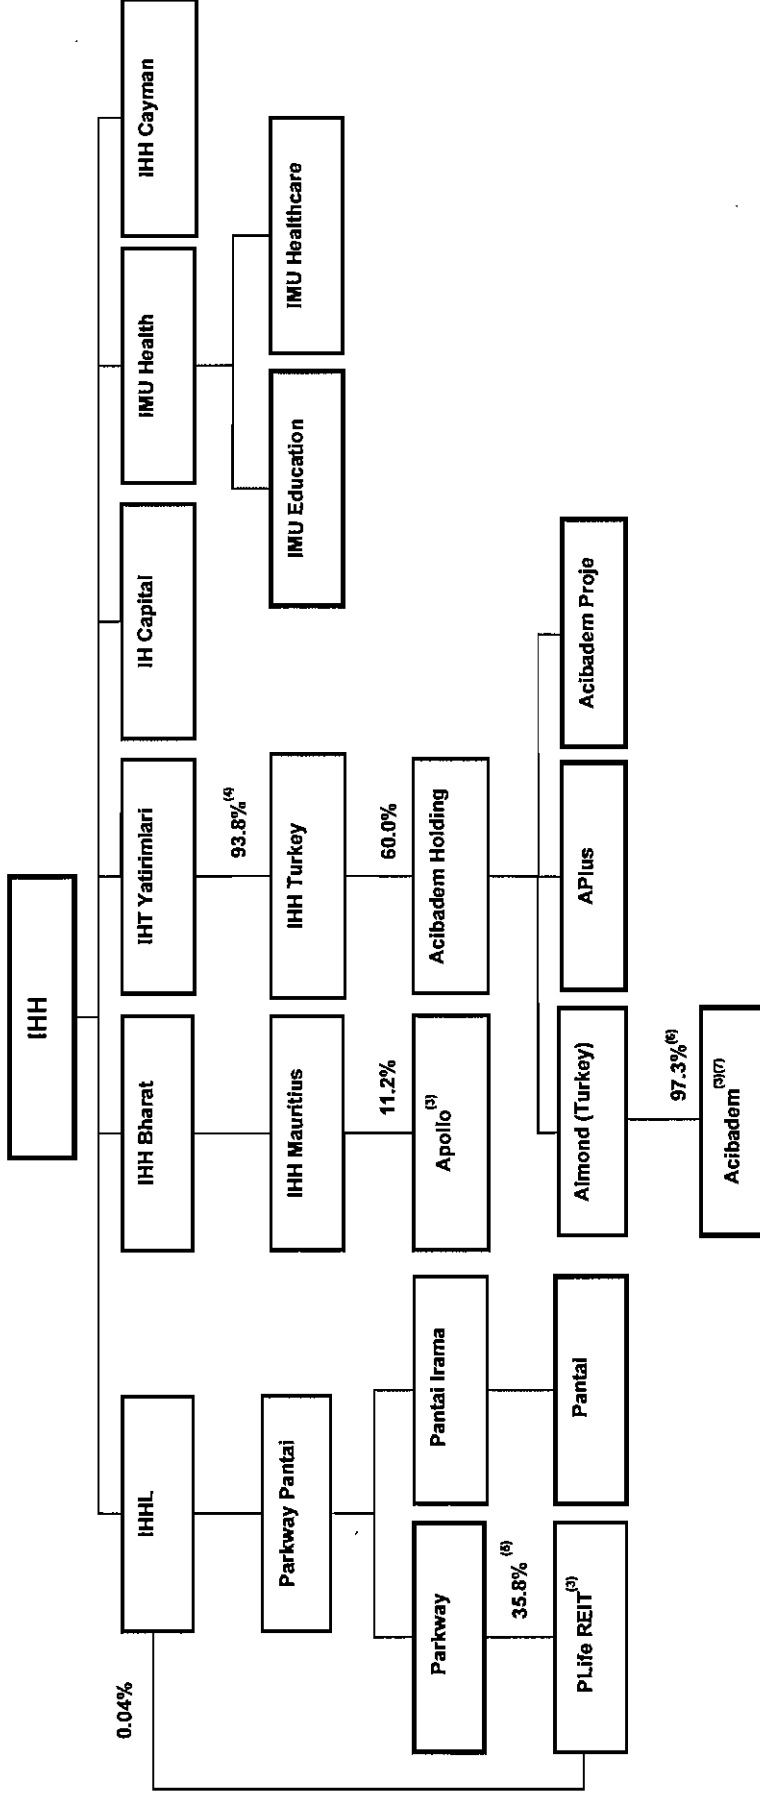 IHH
IHHL
IHH Bharat
IHT Yatirimlari
IH Capital
IMU Health
IHH Cayman
0.04%
93.8%(4)
Parkway Pantai
IHH Mauritius
IHH Turkey
IMU Education
IMU Healthcare
11.2%
60.0%
Parkway
Pantai Irama
Apollo(3)
Acibadem Holding
35.8%(5)
PLife REIT(3)
Pantai
Almond (Turkey)
APlus
Acibadem Proje
97.3%(6)
Acibadem(3)(7)